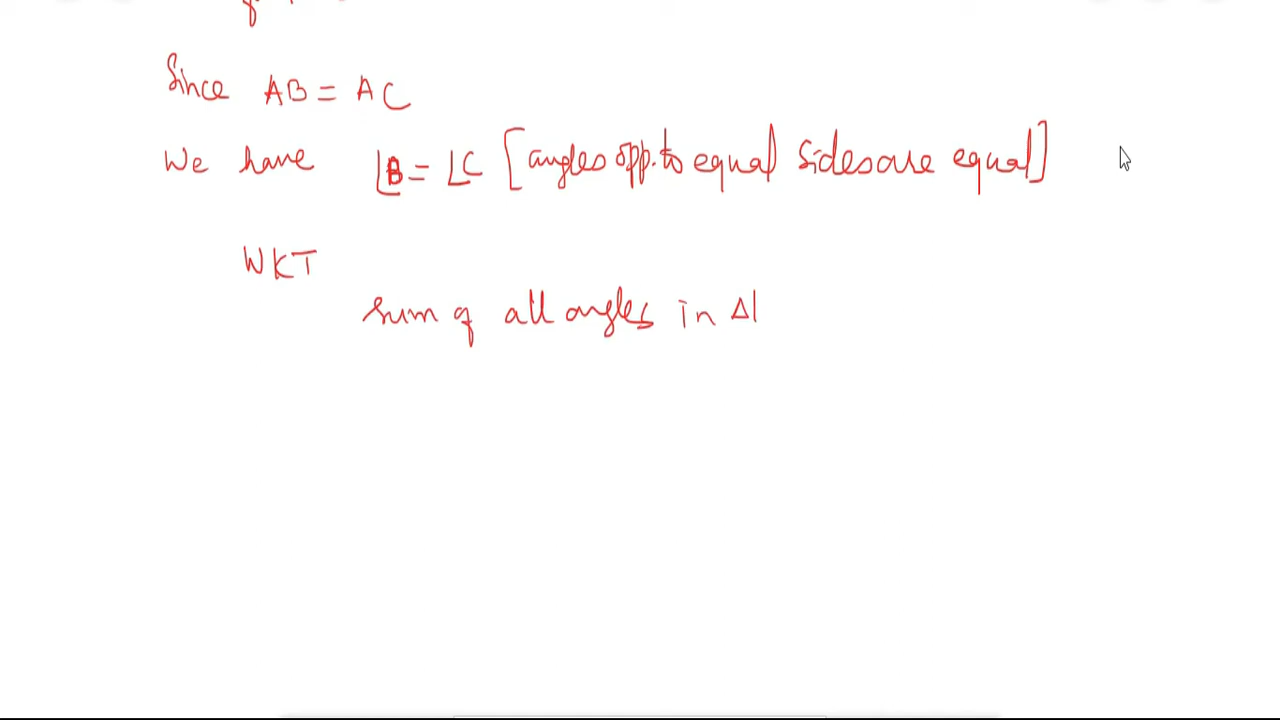 Since AB = AC
We have ∠B = ∠C [angles opp. to equal sides are equal]
WKT
sum of all angles in Δ